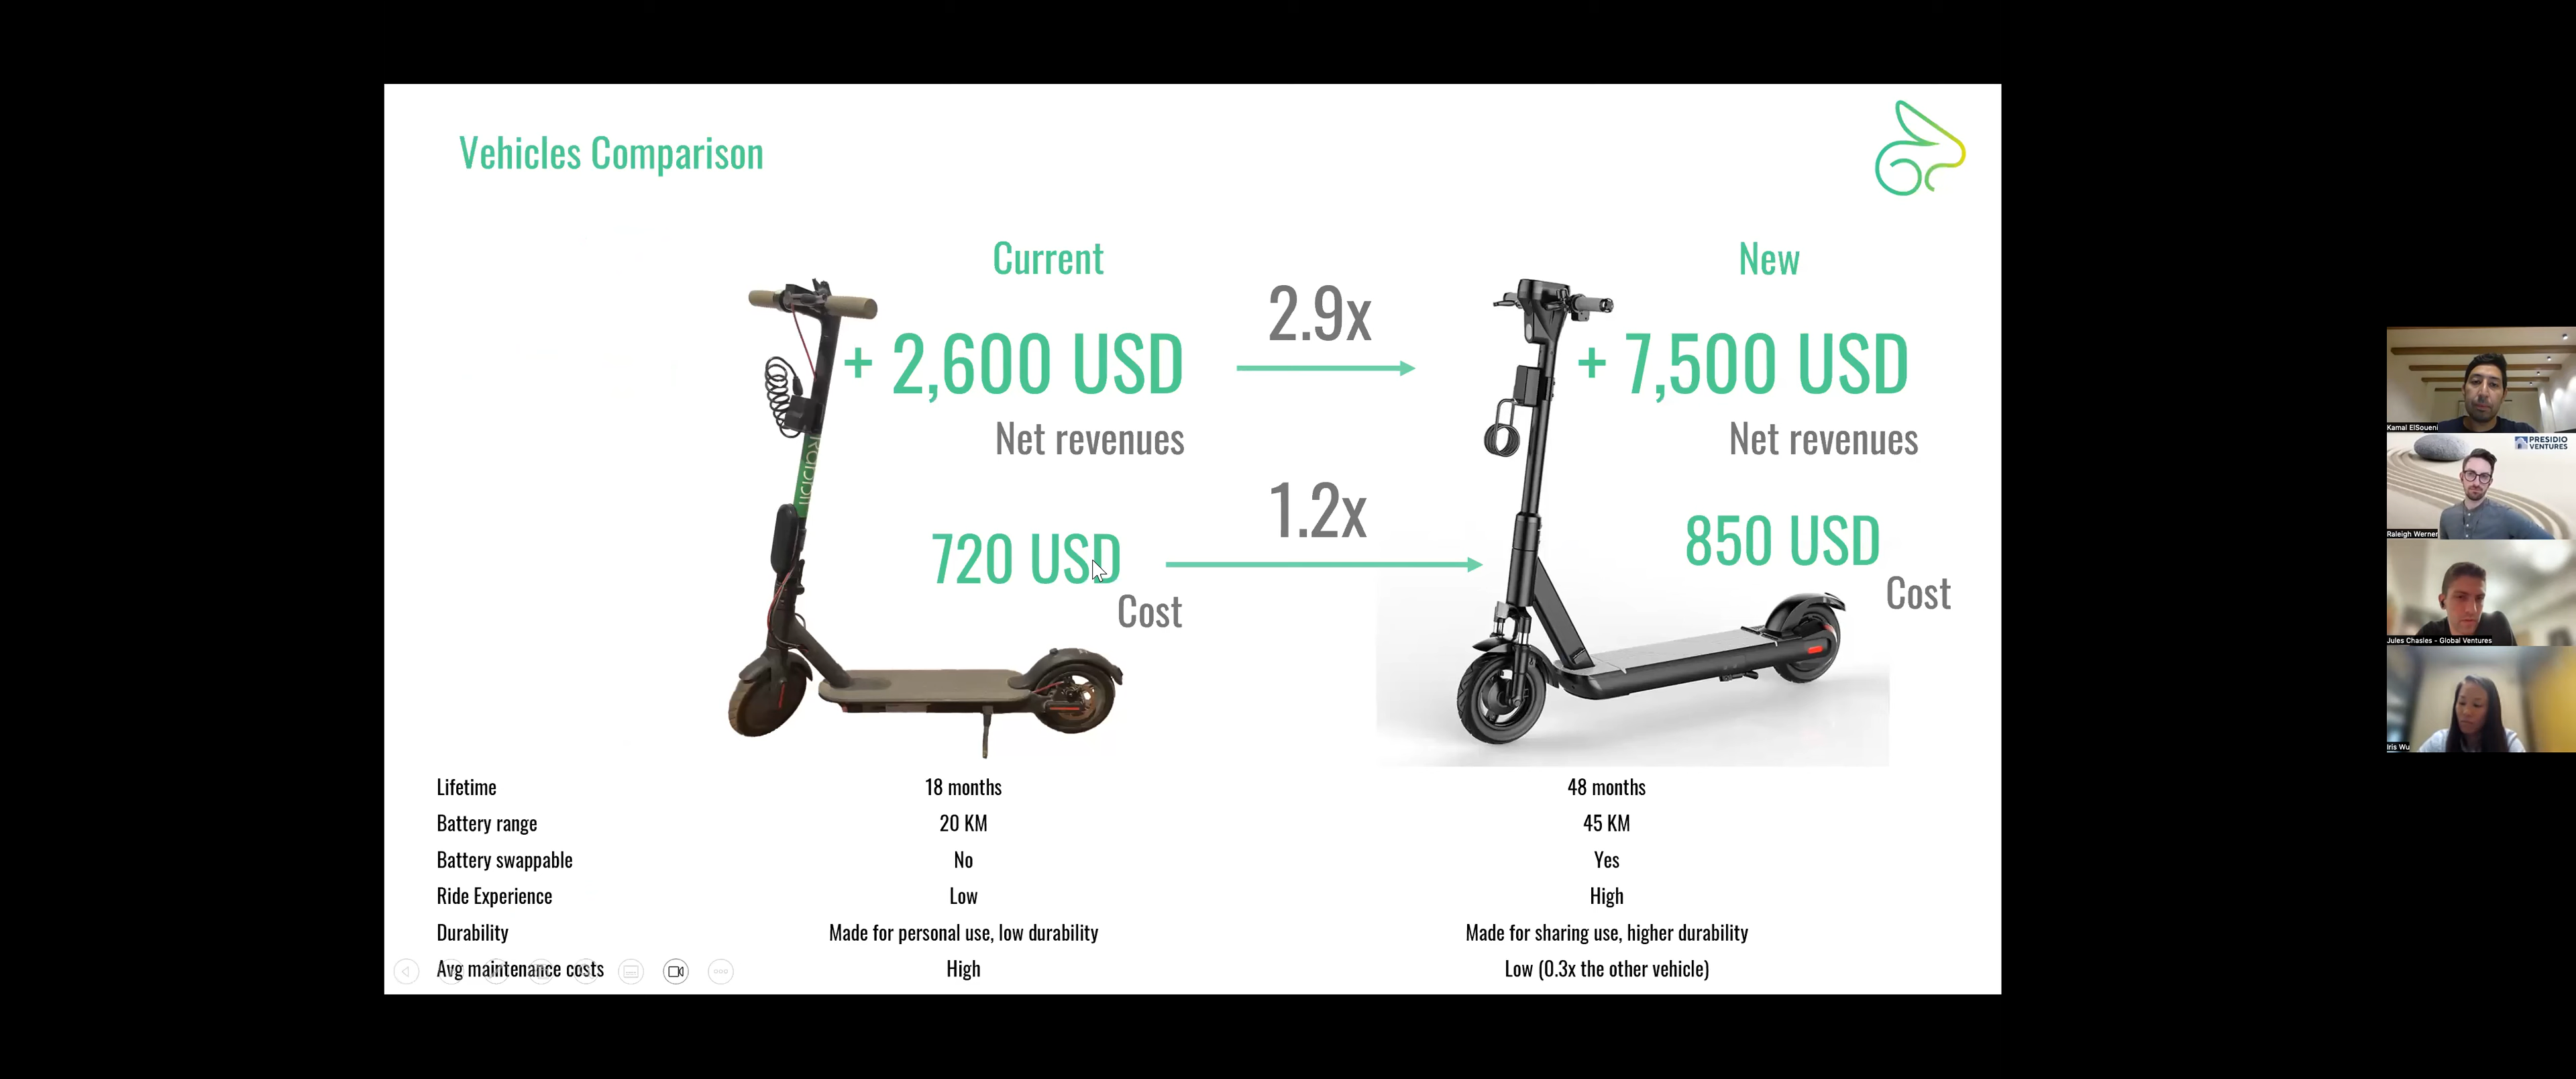 Vehicles Comparison
Current
New
2.9x
+ 2,600 USD
+ 7,500 USD
Net revenues
Net revenues
1.2x
720 USD
850 USD
Cost
Cost
Rabbit
Lifetime 18 months 48 months
Battery range 20 KM 45 KM
Battery swappable No Yes
Ride Experience Low High
Durability Made for personal use, low durability Made for sharing use, higher durability
Avg maintenance costs High Low (0.3x the other vehicle)
Kamal ElSoueni
PRESIDIO
VENTURES
Raleigh Werner
Jules Chasles - Global Ventures
Iris Wu